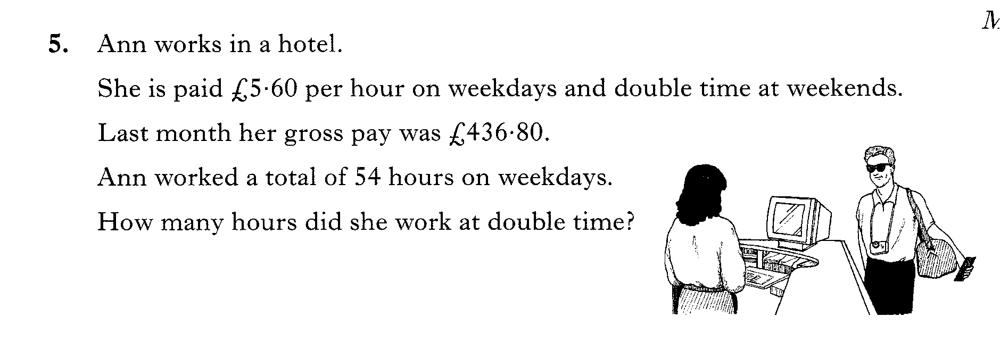 5. Ann works in a hotel.
She is paid £5·60 per hour on weekdays and double time at weekends.
Last month her gross pay was £436·80.
Ann worked a total of 54 hours on weekdays.
How many hours did she work at double time?